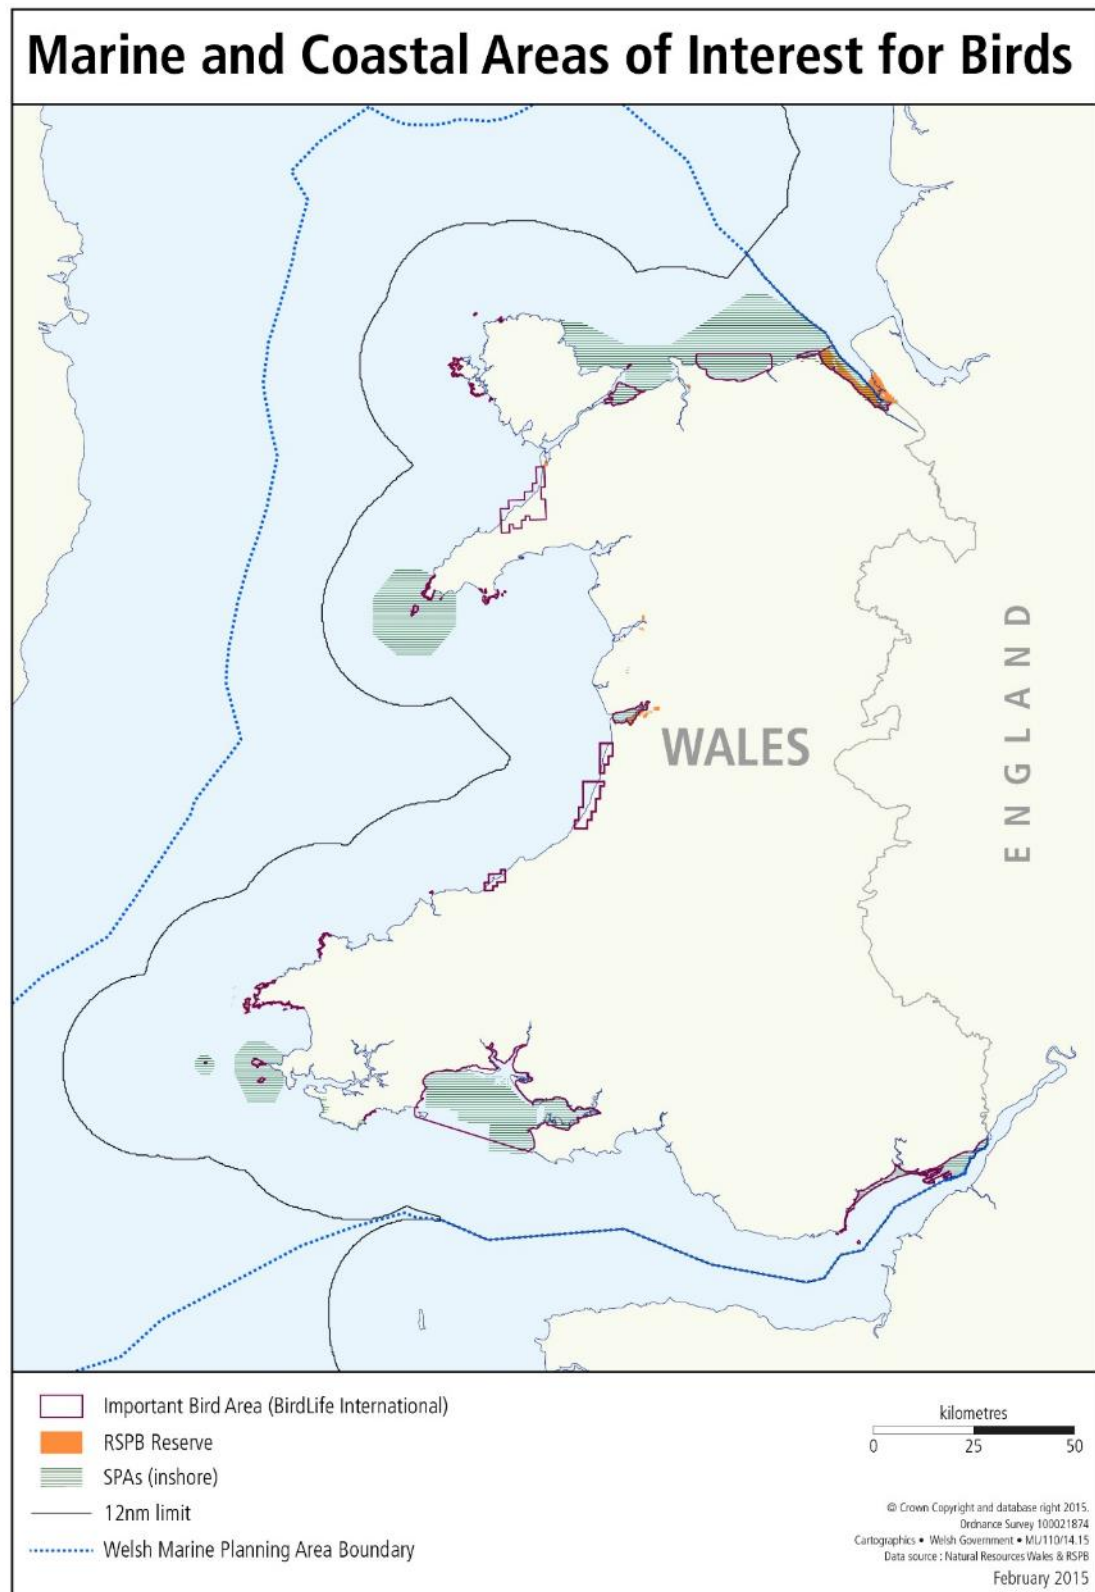 Marine and Coastal Areas of Interest for Birds
WALES
ENGLAND
Important Bird Area (BirdLife International)
RSPB Reserve
SPAs (inshore)
12nm limit
Welsh Marine Planning Area Boundary
kilometres
0 25 50
© Crown Copyright and database right 2015.
Ordnance Survey 100021874
Cartographics • Welsh Government • ML/110/14.15
Data source : Natural Resources Wales & RSPB
February 2015